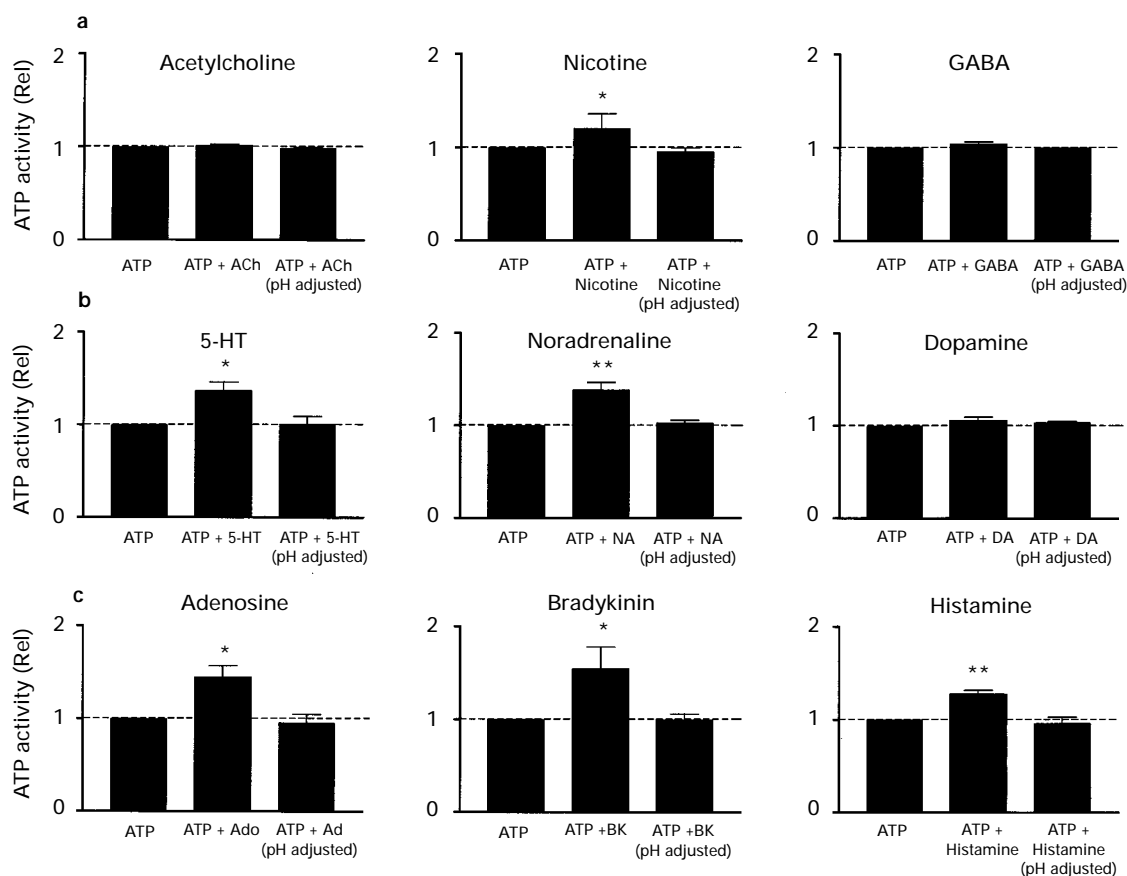 a
Acetylcholine
Nicotine
GABA
ATP activity (Rel)
2
1
0
ATP
ATP + ACh
ATP + ACh
(pH adjusted)
2
*
1
0
ATP
ATP +
Nicotine
ATP +
Nicotine
(pH adjusted)
2
1
0
ATP
ATP + GABA
ATP + GABA
(pH adjusted)
b
5-HT
Noradrenaline
Dopamine
ATP activity (Rel)
2
*
1
0
ATP
ATP + 5-HT
ATP + 5-HT
(pH adjusted)
2
**
1
0
ATP
ATP + NA
ATP + NA
(pH adjusted)
2
1
0
ATP
ATP + DA
ATP + DA
(pH adjusted)
c
Adenosine
Bradykinin
Histamine
ATP activity (Rel)
2
*
1
0
ATP
ATP + Ado
ATP + Ad
(pH adjusted)
2
*
1
0
ATP
ATP +BK
ATP +BK
(pH adjusted)
2
**
1
0
ATP
ATP +
Histamine
ATP +
Histamine
(pH adjusted)